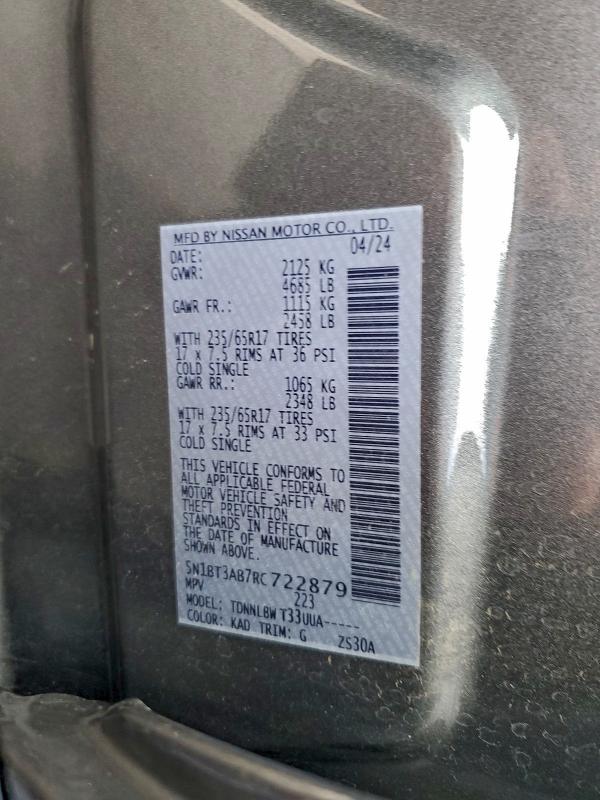 MFD BY NISSAN MOTOR CO., LTD.
DATE: 04/24
GVWR: 2125 KG
4685 LB
GAWR FR.: 1115 KG
2458 LB
WITH 235/65R17 TIRES
17 x 7.5 RIMS AT 36 PSI
COLD SINGLE
GAWR RR.: 1065 KG
2348 LB
WITH 235/65R17 TIRES
17 x 7.5 RIMS AT 33 PSI
COLD SINGLE
THIS VEHICLE CONFORMS TO
ALL APPLICABLE FEDERAL
MOTOR VEHICLE SAFETY AND
THEFT PREVENTION
STANDARDS IN EFFECT ON
THE DATE OF MANUFACTURE
SHOWN ABOVE.
5N1BT3AB7RC722879
MPV 223
MODEL: TDNNLBW T33UUA-----
COLOR: KAD TRIM: G ZS30A